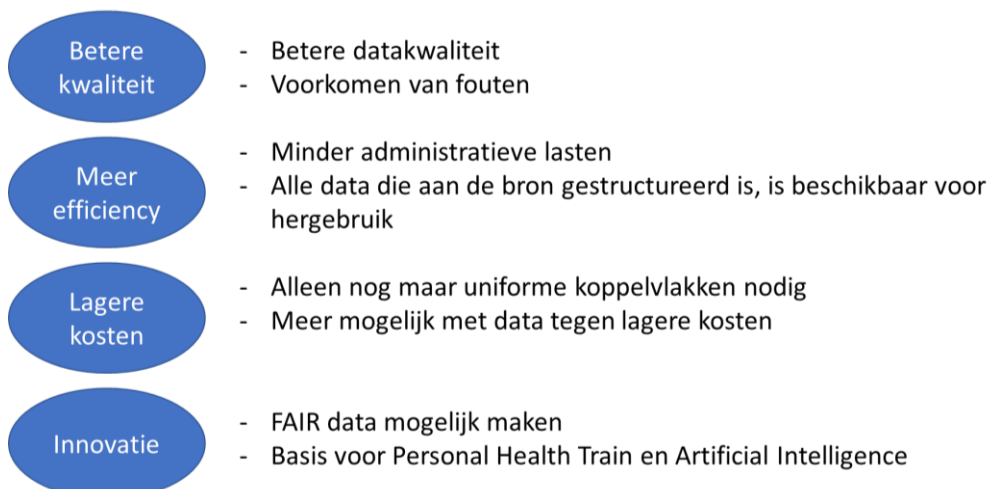 Betere
kwaliteit
- Betere datakwaliteit
- Voorkomen van fouten
Meer
efficiency
- Minder administratieve lasten
- Alle data die aan de bron gestructureerd is, is beschikbaar voor
hergebruik
Lagere
kosten
- Alleen nog maar uniforme koppelvlakken nodig
- Meer mogelijk met data tegen lagere kosten
Innovatie
- FAIR data mogelijk maken
- Basis voor Personal Health Train en Artificial Intelligence